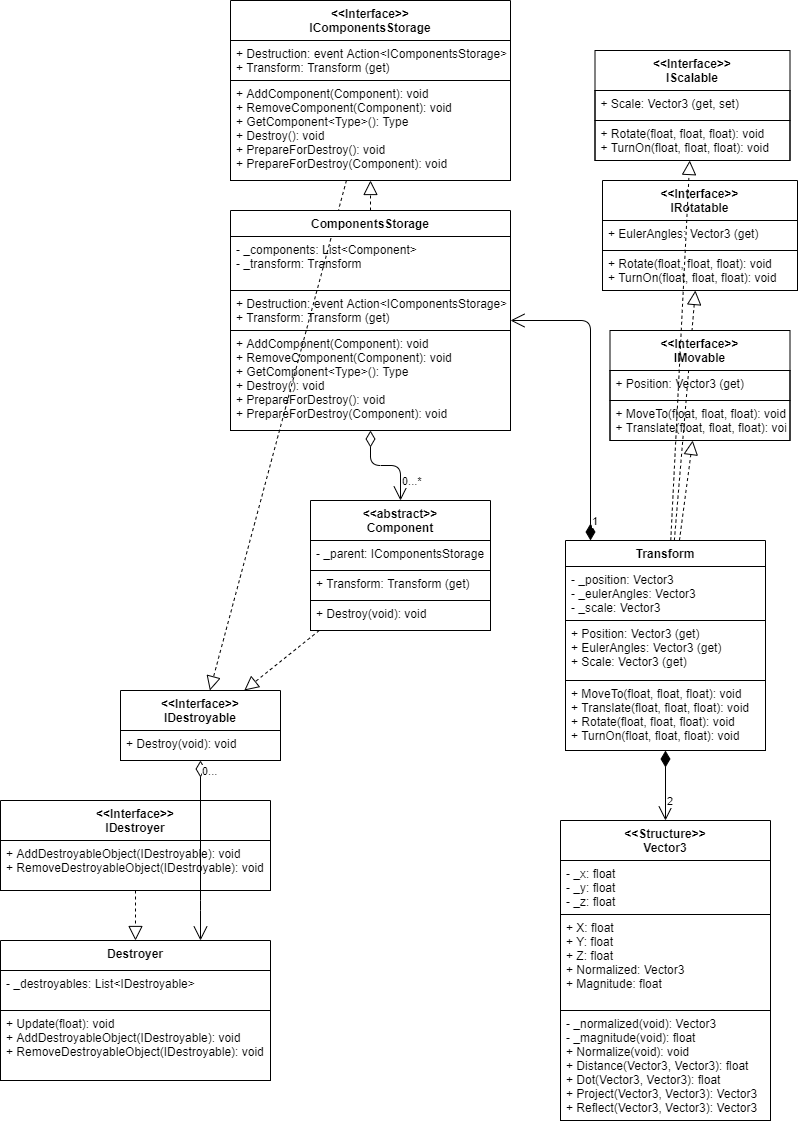 <<Interface>>
IComponentsStorage
+ Destruction: event Action<IComponentsStorage>
+ Transform: Transform (get)
+ AddComponent(Component): void
+ RemoveComponent(Component): void
+ GetComponent<Type>(): Type
+ Destroy(): void
+ PrepareForDestroy(): void
+ PrepareForDestroy(Component): void
<<Interface>>
IScalable
+ Scale: Vector3 (get, set)
+ Rotate(float, float, float): void
+ TurnOn(float, float, float): void
<<Interface>>
IRotatable
+ EulerAngles: Vector3 (get)
+ Rotate(float, float, float): void
+ TurnOn(float, float, float): void
ComponentsStorage
- _components: List<Component>
- _transform: Transform
+ Destruction: event Action<IComponentsStorage>
+ Transform: Transform (get)
+ AddComponent(Component): void
+ RemoveComponent(Component): void
+ GetComponent<Type>(): Type
+ Destroy(): void
+ PrepareForDestroy(): void
+ PrepareForDestroy(Component): void
<<Interface>>
IMovable
+ Position: Vector3 (get)
+ MoveTo(float, float, float): void
+ Translate(float, float, float): voi
0...*
<<abstract>>
Component
- _parent: IComponentsStorage
+ Transform: Transform (get)
+ Destroy(void): void
1
Transform
- _position: Vector3
- _eulerAngles: Vector3
- _scale: Vector3
+ Position: Vector3 (get)
+ EulerAngles: Vector3 (get)
+ Scale: Vector3 (get)
+ MoveTo(float, float, float): void
+ Translate(float, float, float): void
+ Rotate(float, float, float): void
+ TurnOn(float, float, float): void
<<Interface>>
IDestroyable
+ Destroy(void): void
0...
<<Interface>>
IDestroyer
+ AddDestroyableObject(IDestroyable): void
+ RemoveDestroyableObject(IDestroyable): void
Destroyer
- _destroyables: List<IDestroyable>
+ Update(float): void
+ AddDestroyableObject(IDestroyable): void
+ RemoveDestroyableObject(IDestroyable): void
2
<<Structure>>
Vector3
- _x: float
- _y: float
- _z: float
+ X: float
+ Y: float
+ Z: float
+ Normalized: Vector3
+ Magnitude: float
- _normalized(void): Vector3
- _magnitude(void): float
+ Normalize(void): void
+ Distance(Vector3, Vector3): float
+ Dot(Vector3, Vector3): float
+ Project(Vector3, Vector3): Vector3
+ Reflect(Vector3, Vector3): Vector3